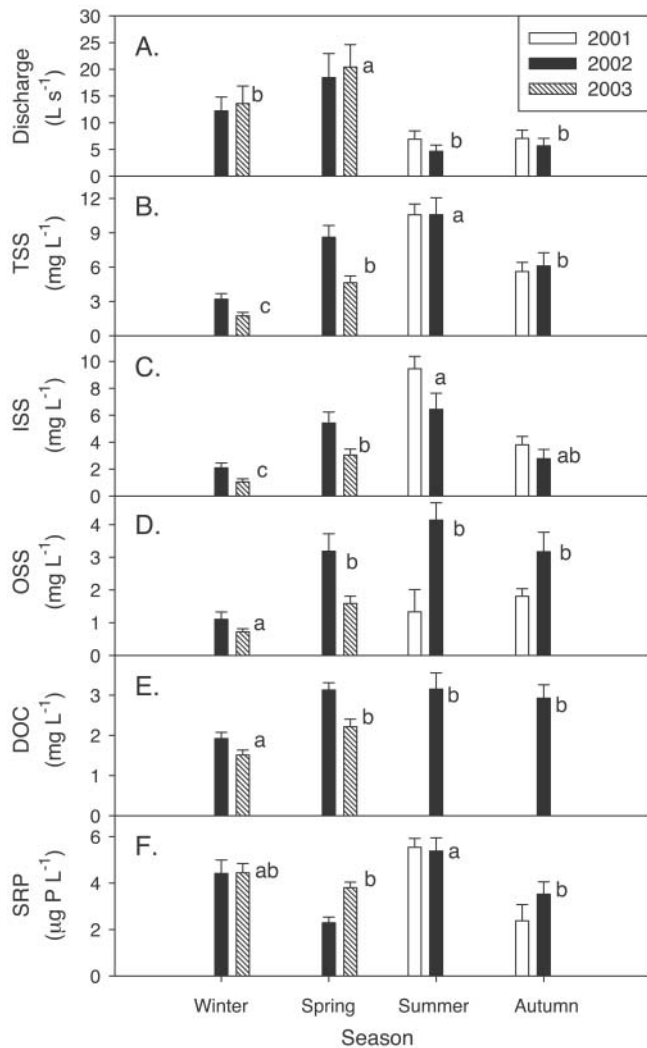 A.
Discharge
(L s⁻¹)
30
25
20
15
10
5
0
b
a
b
b
2001
2002
2003
B.
TSS
(mg L⁻¹)
12
9
6
3
0
c
b
a
b
C.
ISS
(mg L⁻¹)
10
8
6
4
2
0
c
b
a
ab
D.
OSS
(mg L⁻¹)
4
3
2
1
0
a
b
b
b
E.
DOC
(mg L⁻¹)
3
2
1
0
a
b
b
b
F.
SRP
(µg P L⁻¹)
6
4
2
0
ab
b
a
b
Winter Spring Summer Autumn
Season